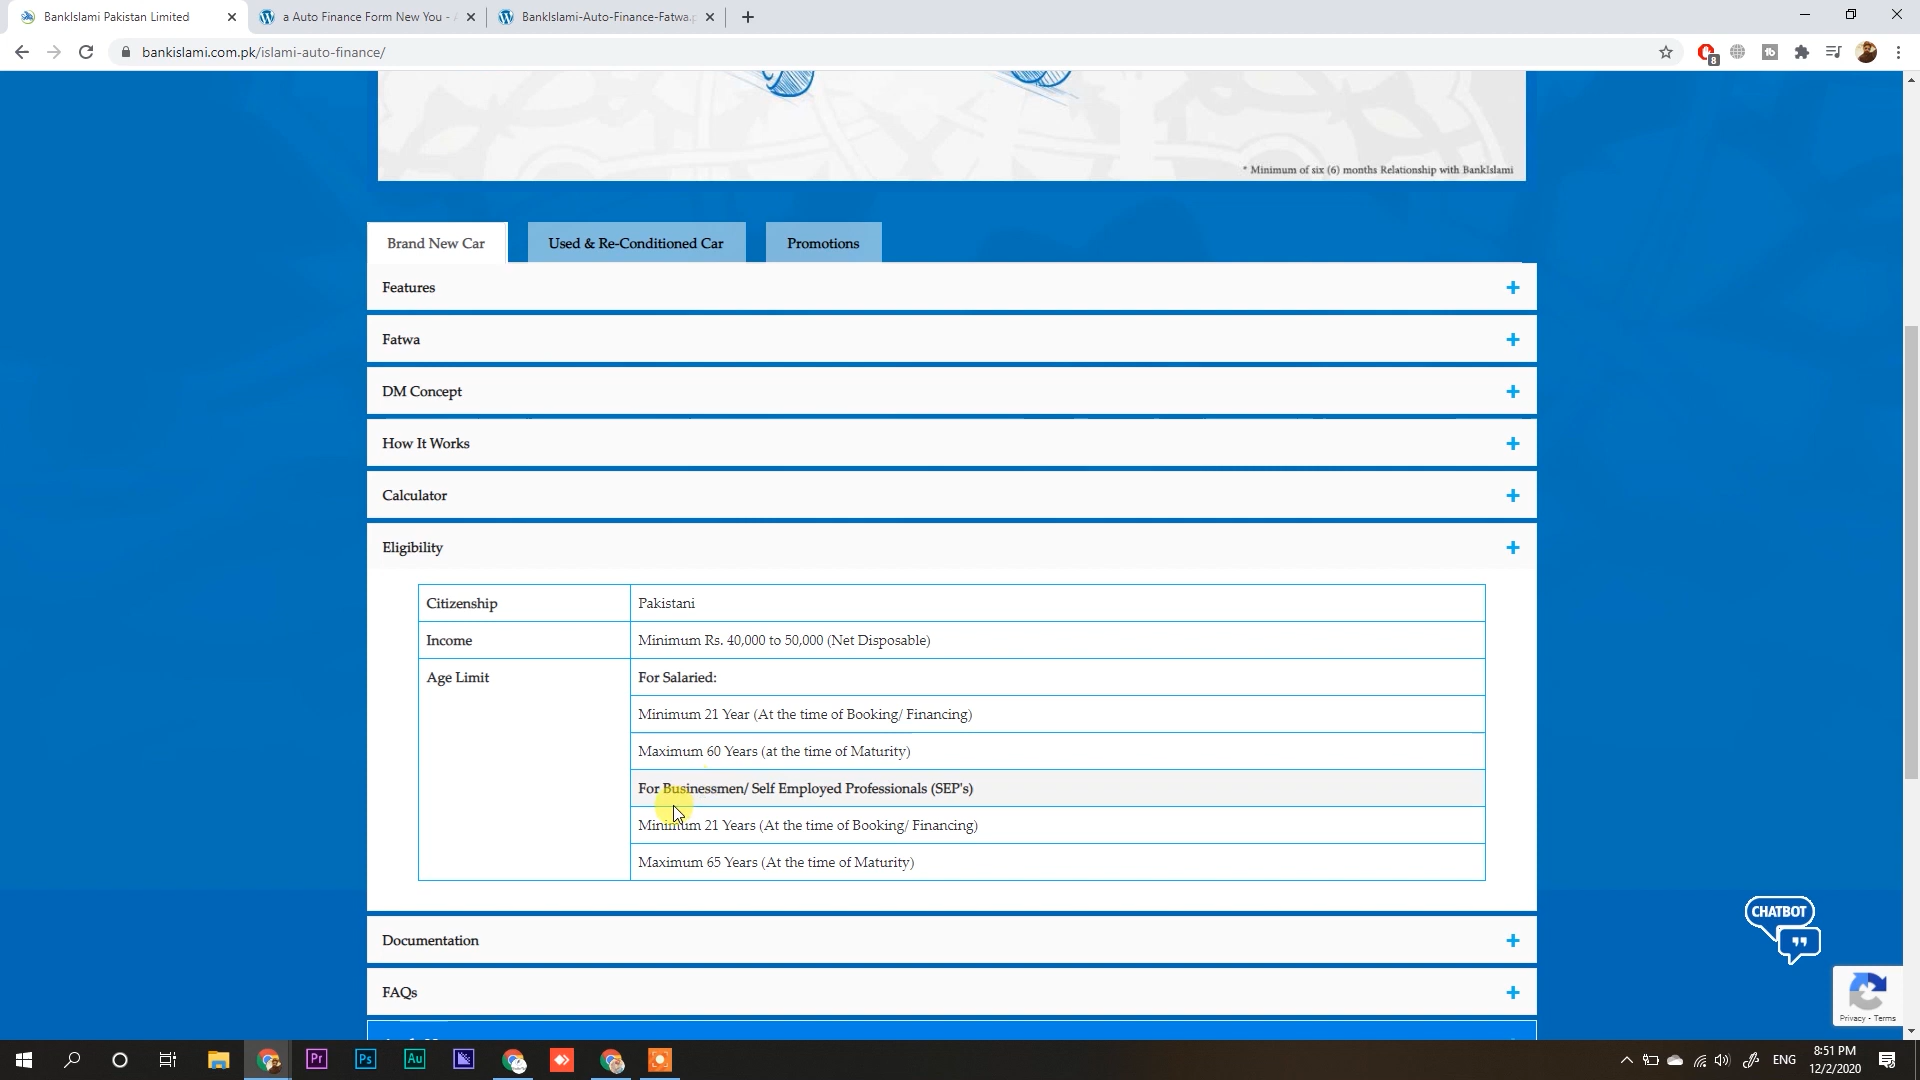 BankIslami Pakistan Limited
a Auto Finance Form New You -
BankIslami-Auto-Finance-Fatwa.p
bankislami.com.pk/islami-auto-finance/
8
* Minimum of six (6) months Relationship with BankIslami
Brand New Car
Used & Re-Conditioned Car
Promotions
Features
Fatwa
DM Concept
How It Works
Calculator
Eligibility
Citizenship
Pakistani
Income
Minimum Rs. 40,000 to 50,000 (Net Disposable)
Age Limit
For Salaried:
Minimum 21 Year (At the time of Booking/ Financing)
Maximum 60 Years (at the time of Maturity)
For Businessmen/ Self Employed Professionals (SEP's)
Minimum 21 Years (At the time of Booking/ Financing)
Maximum 65 Years (At the time of Maturity)
Documentation
FAQs
CHATBOT
Privacy - Terms
Pr
Ps
Au
ENG
8:51 PM
12/2/2020